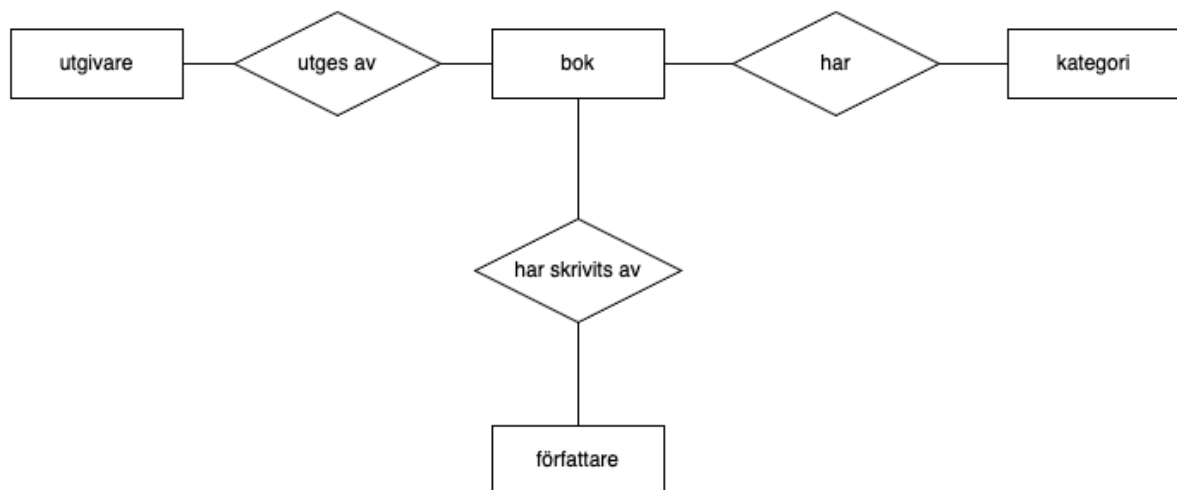 utgivare
utges av
bok
har
kategori
har skrivits av
författare